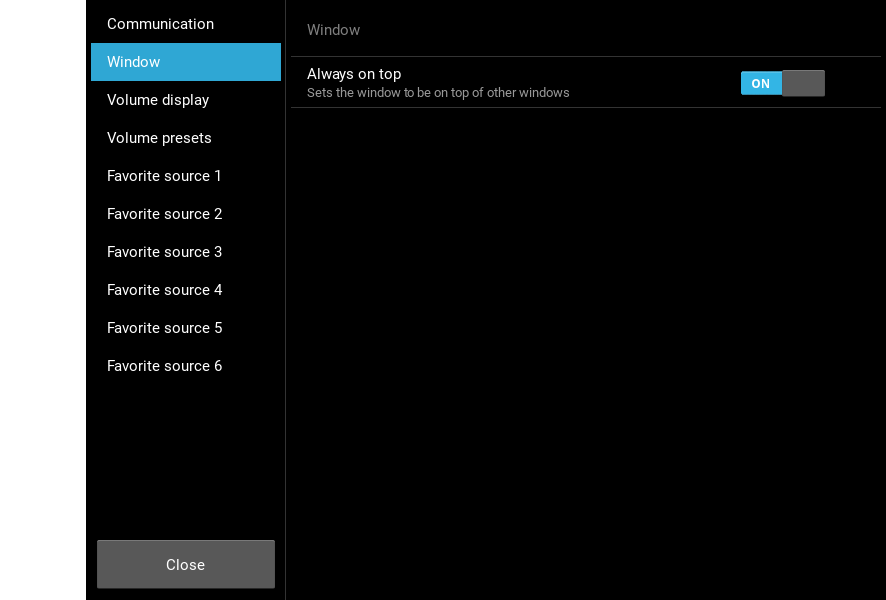 Communication
Window
Volume display
Volume presets
Favorite source 1
Favorite source 2
Favorite source 3
Favorite source 4
Favorite source 5
Favorite source 6
Close
Window
Always on top
Sets the window to be on top of other windows
ON